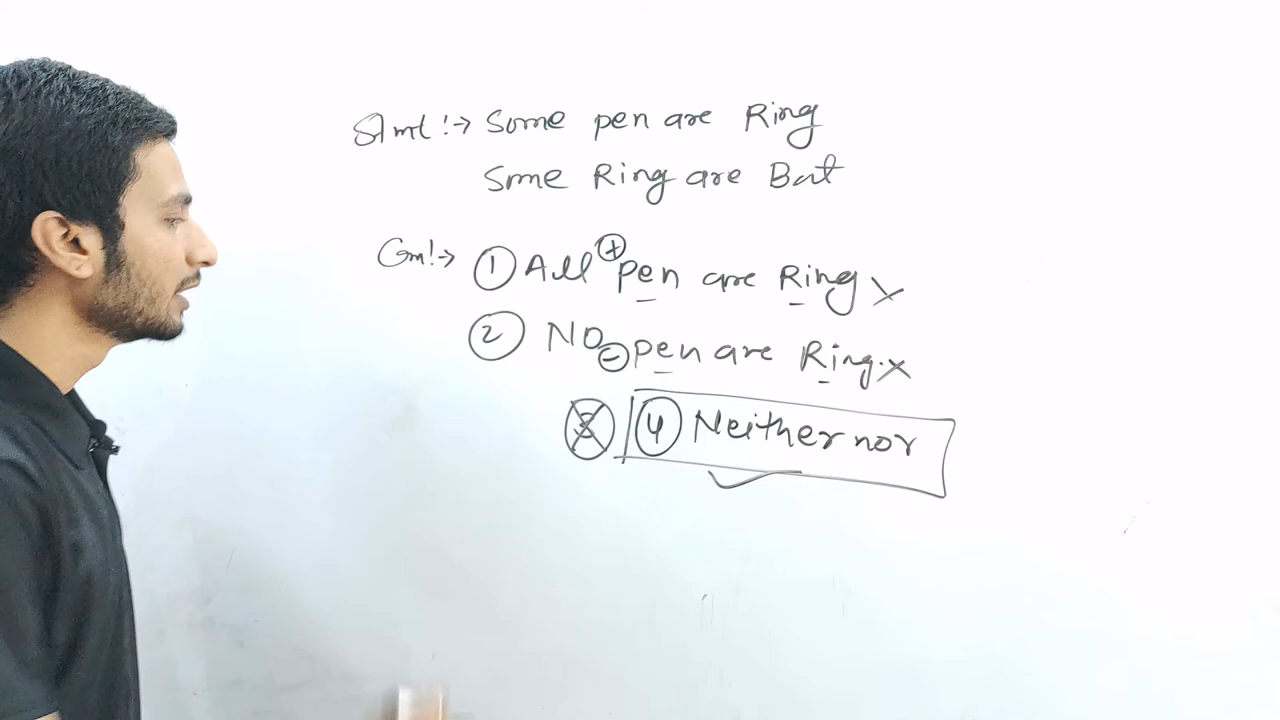 Stmt :→ Some pen are Ring
Some Ring are Bat
Con :→ ① All ⊕ pen are Ring ×
② NO ⊖ pen are Ring. ×
③ | ④ Neither nor ✓